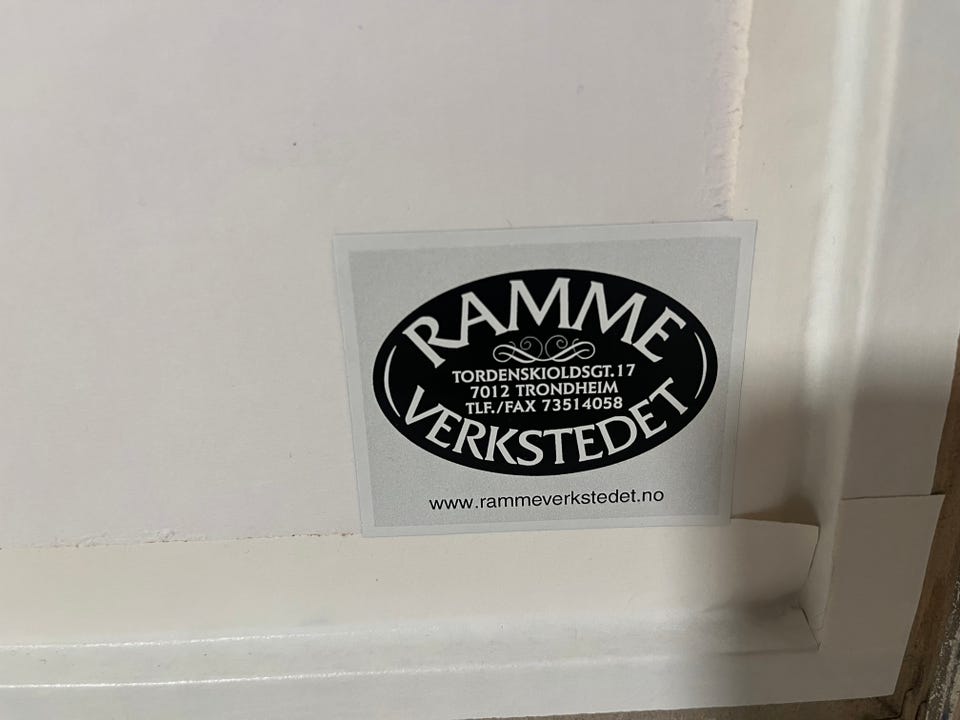 RAMME
TORDENSKIOLDSGT.17
7012 TRONDHEIM
TLF./FAX 73514058
VERKSTEDET
www.rammeverkstedet.no